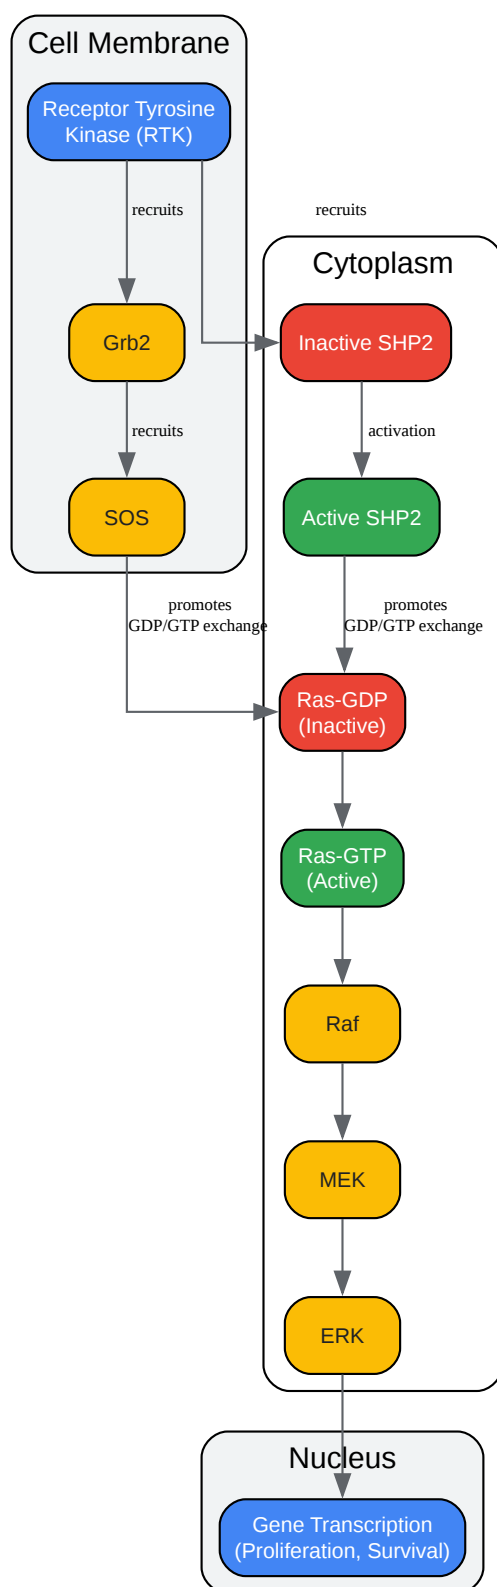 Cell Membrane
Receptor Tyrosine
Kinase (RTK)
recruits
recruits
Cytoplasm
Grb2
Inactive SHP2
recruits
activation
SOS
Active SHP2
promotes
GDP/GTP exchange
promotes
GDP/GTP exchange
Ras-GDP
(Inactive)
Ras-GTP
(Active)
Raf
MEK
ERK
Nucleus
Gene Transcription
(Proliferation, Survival)